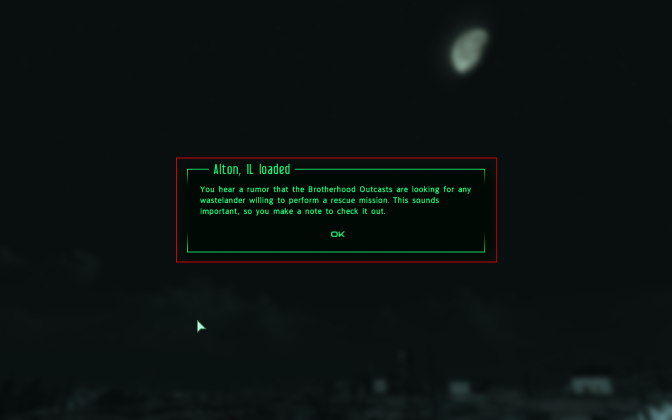 Alton, IL loaded
You hear a rumor that the Brotherhood Outcasts are looking for any
wastelander willing to perform a rescue mission. This sounds
important, so you make a note to check it out.
OK